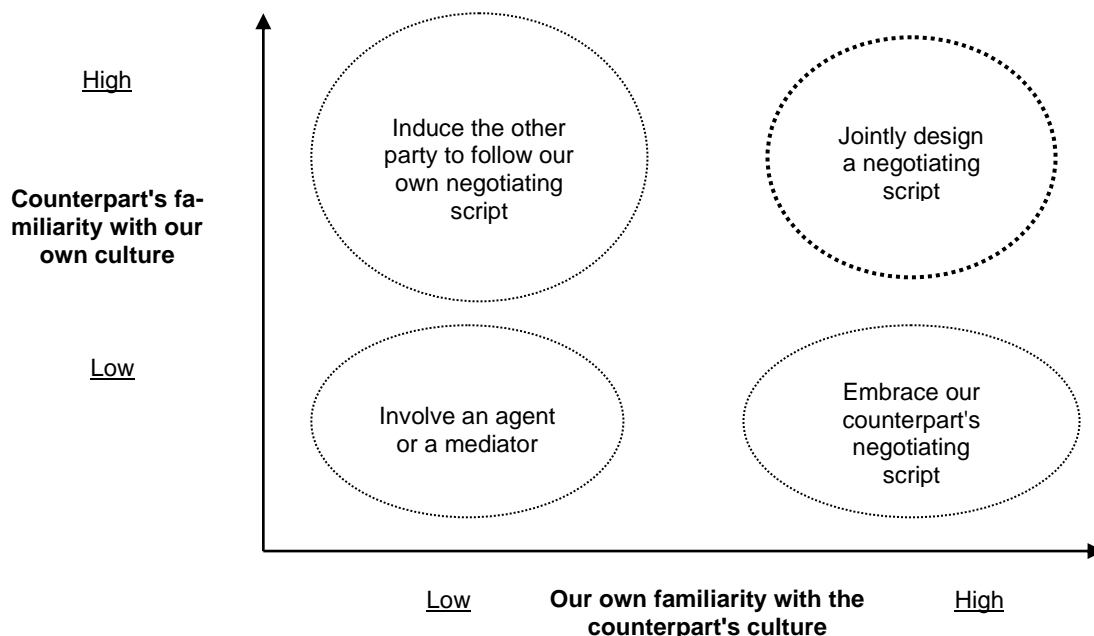 High
Induce the other
party to follow our
own negotiating
script
Jointly design
a negotiating
script
Counterpart's fa-
miliarity with our
own culture
Low
Involve an agent
or a mediator
Embrace our
counterpart's
negotiating
script
Low
Our own familiarity with the
counterpart's culture
High